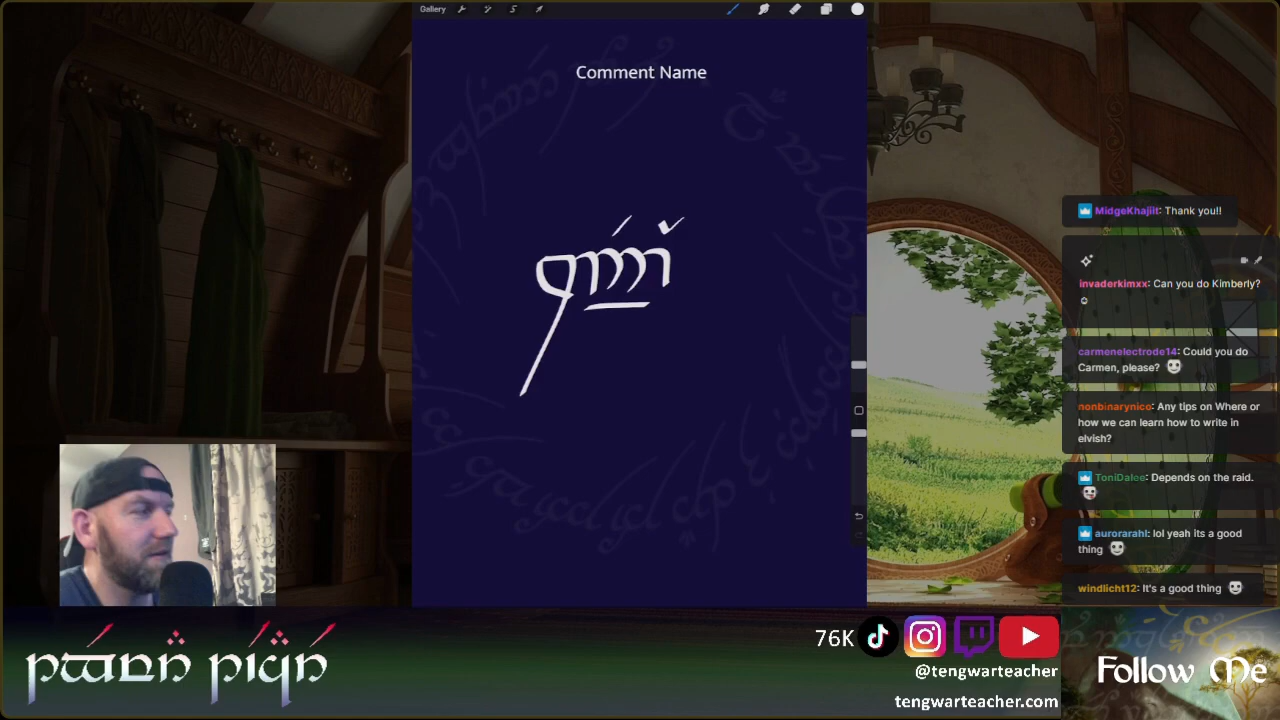 Gallery
Comment Name
MidgeKhajiit: Thank you!!
invaderkimxx: Can you do Kimberly?
carmenelectrode14: Could you do
Carmen, please?
nonbinarynico: Any tips on Where or
how we can learn how to write in
elvish?
ToniDalee: Depends on the raid.
aurorarahl: lol yeah its a good
thing
windlicht12: It's a good thing
76K
@tengwarteacher
tengwarteacher.com
Follow Me